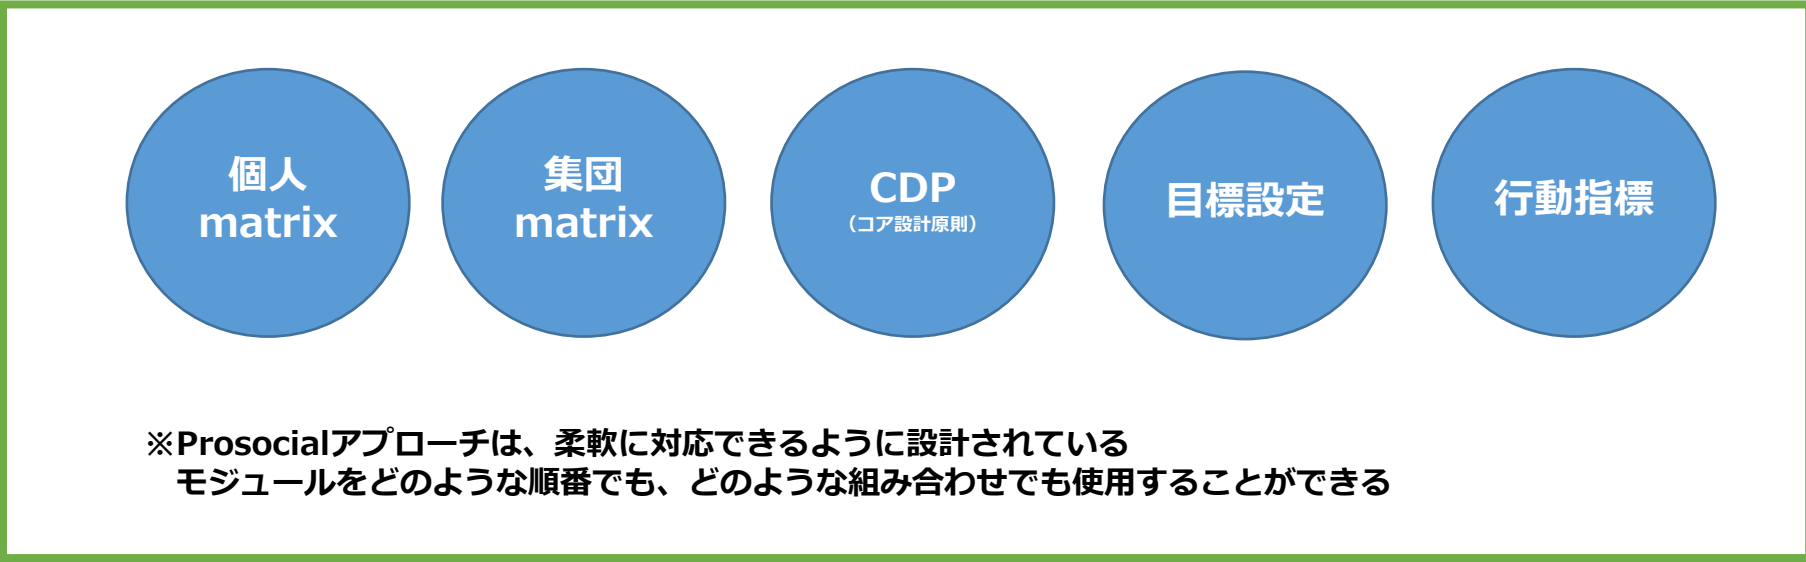 個人
matrix
集団
matrix
CDP
（コア設計原則）
目標設定
行動指標
※Prosocialアプローチは、柔軟に対応できるように設計されている
モジュールをどのような順番でも、どのような組み合わせでも使用することができる